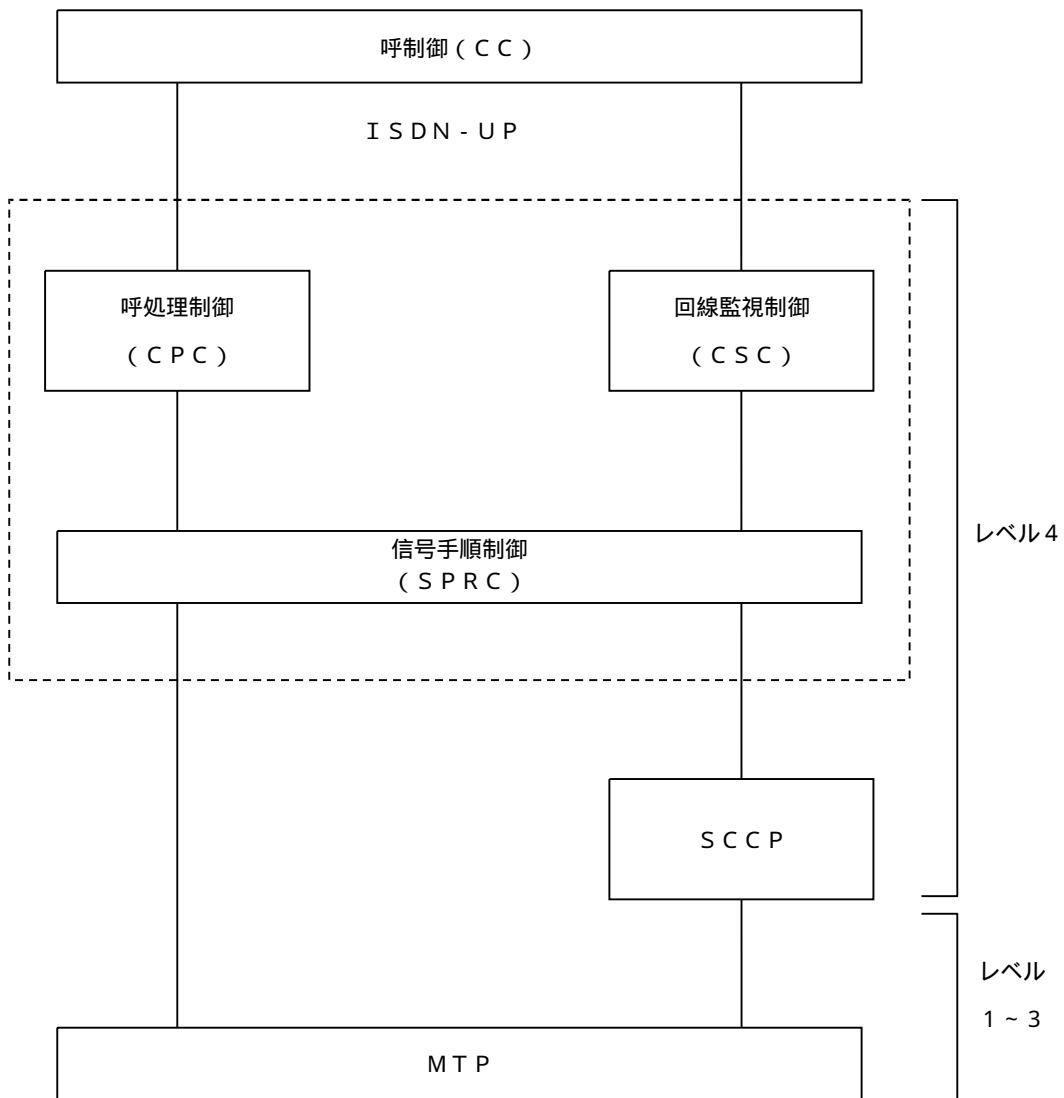 呼制御(CC)
ISDN-UP
呼処理制御
(CPC)
回線監視制御
(CSC)
信号手順制御
(SPRC)
レベル4
SCCP
レベル
1~3
MTP